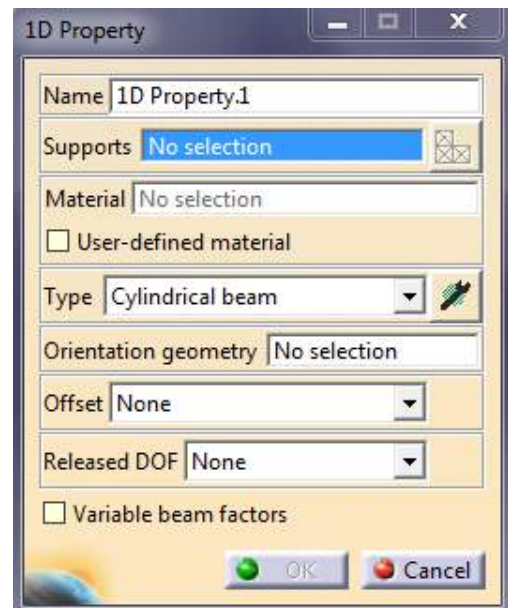 1D Property
Name 1D Property.1
Supports No selection
Material No selection
User-defined material
Type Cylindrical beam
Orientation geometry No selection
Offset None
Released DOF None
Variable beam factors
OK Cancel